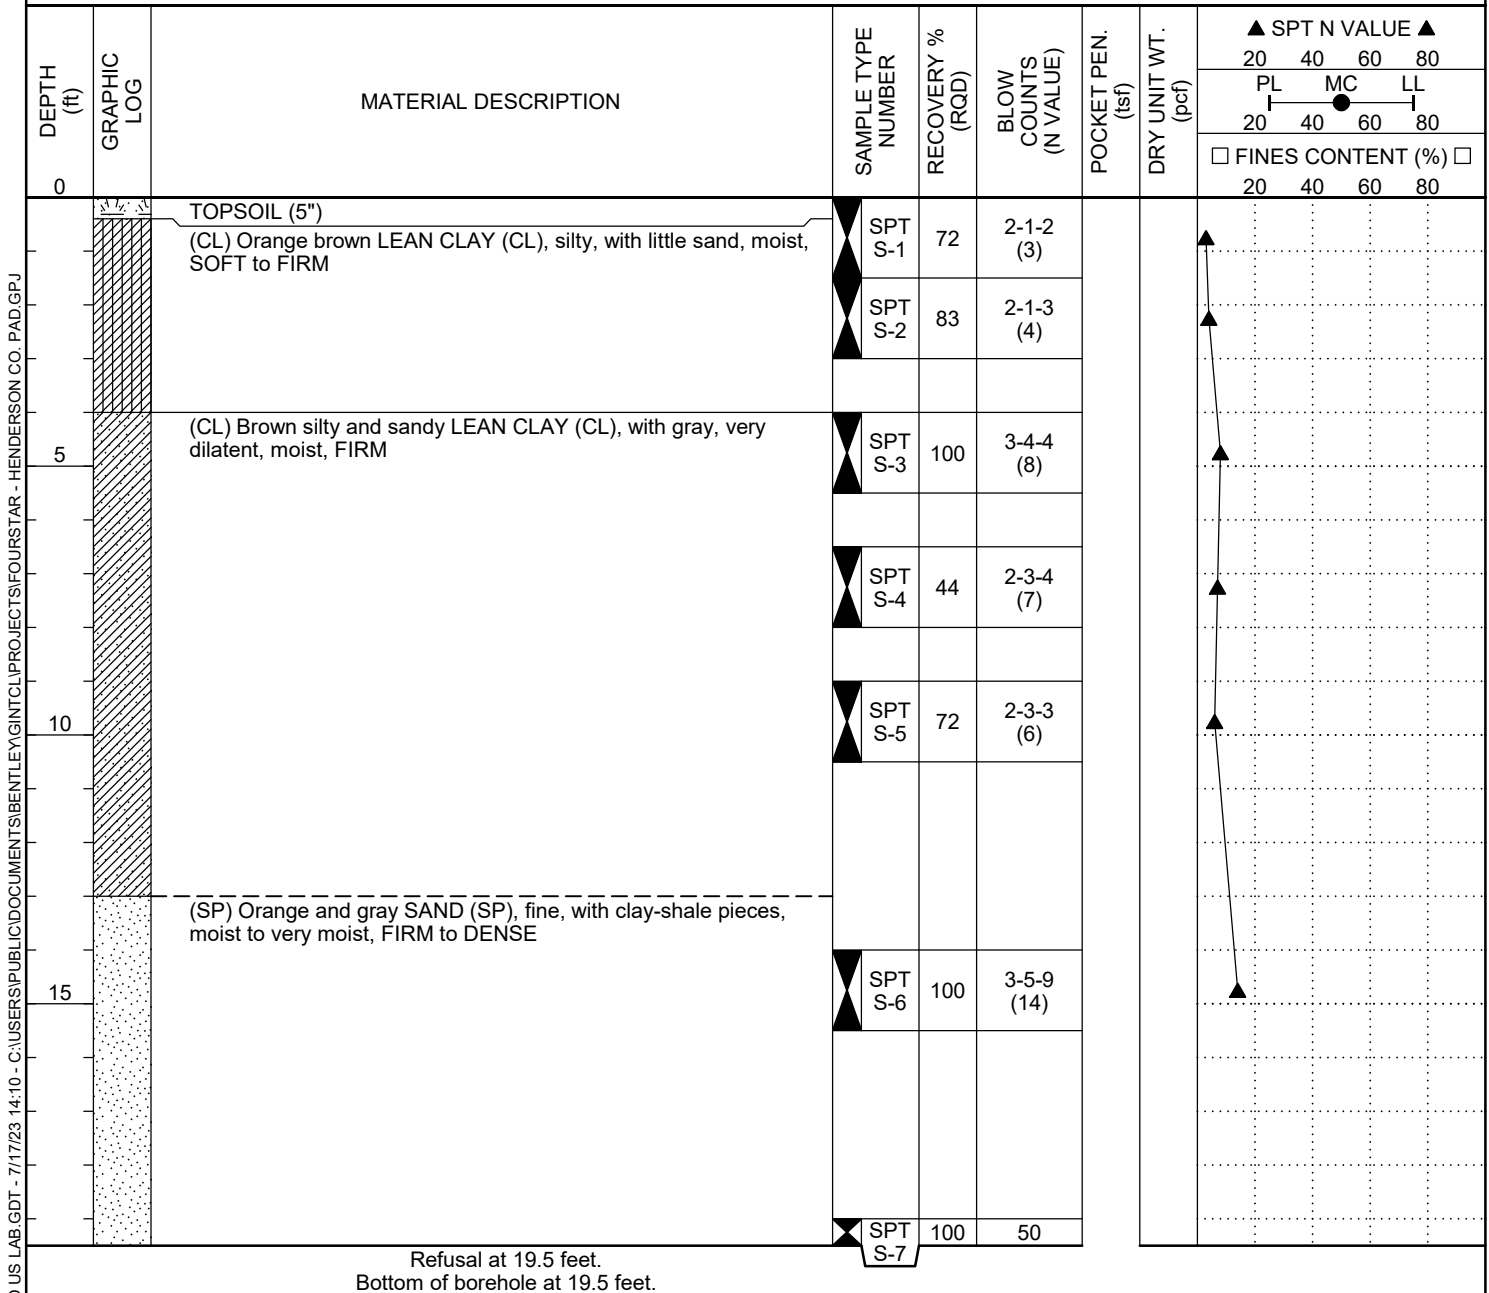 DEPTH
(ft)
GRAPHIC
LOG
MATERIAL DESCRIPTION
SAMPLE TYPE
NUMBER
RECOVERY %
(RQD)
BLOW
COUNTS
(N VALUE)
POCKET PEN.
(tsf)
DRY UNIT WT.
(pcf)
▲ SPT N VALUE ▲
20 40 60 80
PL MC LL
20 40 60 80
□ FINES CONTENT (%) □
20 40 60 80
0
TOPSOIL (5")
(CL) Orange brown LEAN CLAY (CL), silty, with little sand, moist,
SOFT to FIRM
SPT
S-1
72
2-1-2
(3)
SPT
S-2
83
2-1-3
(4)
(CL) Brown silty and sandy LEAN CLAY (CL), with gray, very
dilatent, moist, FIRM
5
SPT
S-3
100
3-4-4
(8)
SPT
S-4
44
2-3-4
(7)
10
SPT
S-5
72
2-3-3
(6)
(SP) Orange and gray SAND (SP), fine, with clay-shale pieces,
moist to very moist, FIRM to DENSE
15
SPT
S-6
100
3-5-9
(14)
SPT
S-7
100
50
Refusal at 19.5 feet.
Bottom of borehole at 19.5 feet.
US LAB.GDT - 7/17/23 14:10 - C:\USERS\PUBLIC\DOCUMENTS\BENTLEY\GINTCL\PROJECTS\FOURSTAR - HENDERSON CO. PAD.GPJ